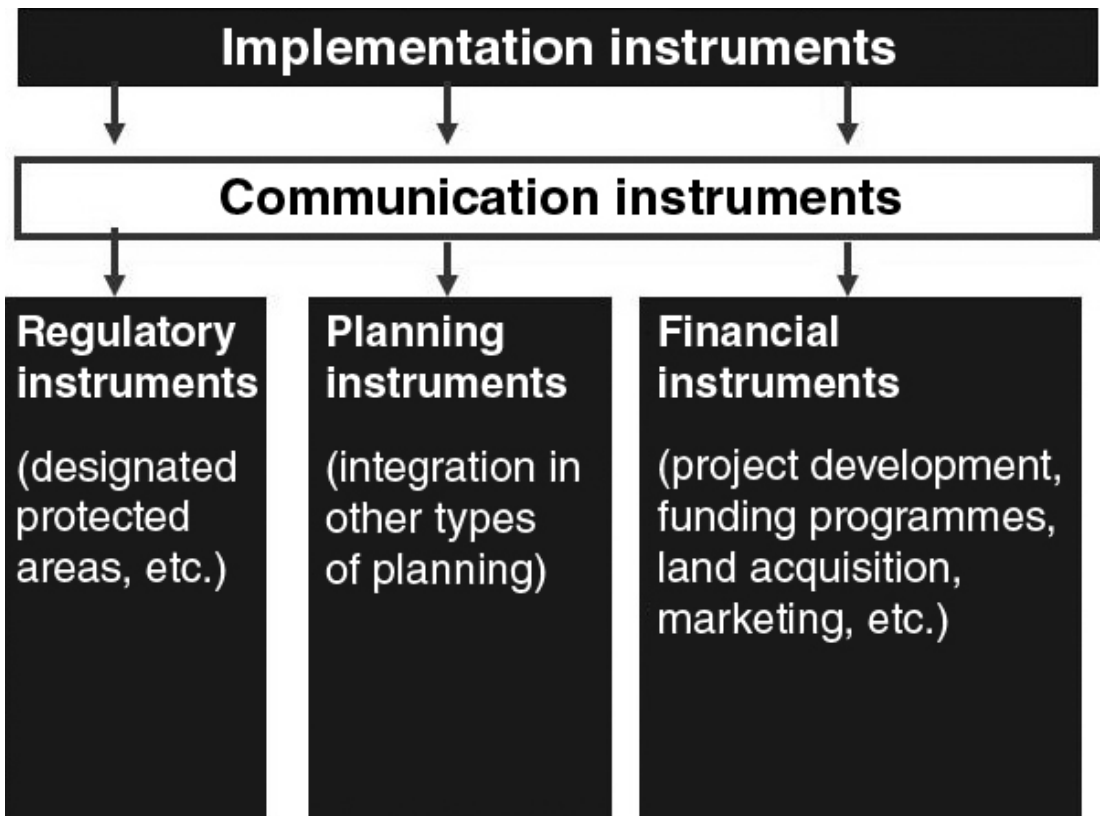 Implementation instruments
Communication instruments
Regulatory
instruments
(designated
protected
areas, etc.)
Planning
instruments
(integration in
other types
of planning)
Financial
instruments
(project development,
funding programmes,
land acquisition,
marketing, etc.)